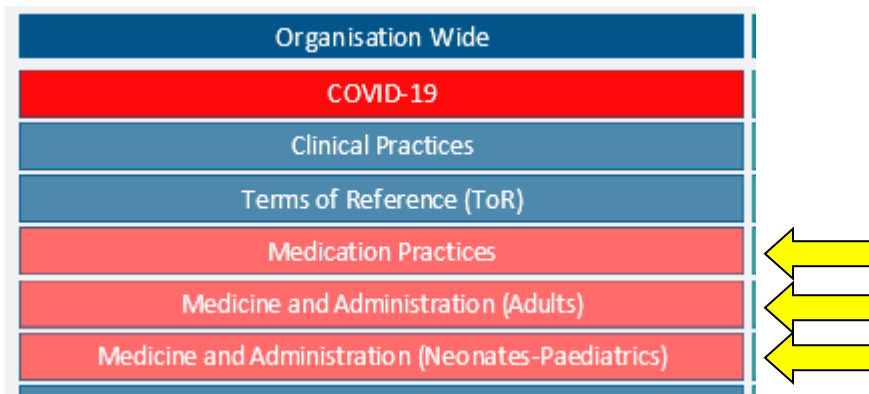 Organisation Wide
COVID-19
Clinical Practices
Terms of Reference (ToR)
Medication Practices
Medicine and Administration (Adults)
Medicine and Administration (Neonates-Paediatrics)